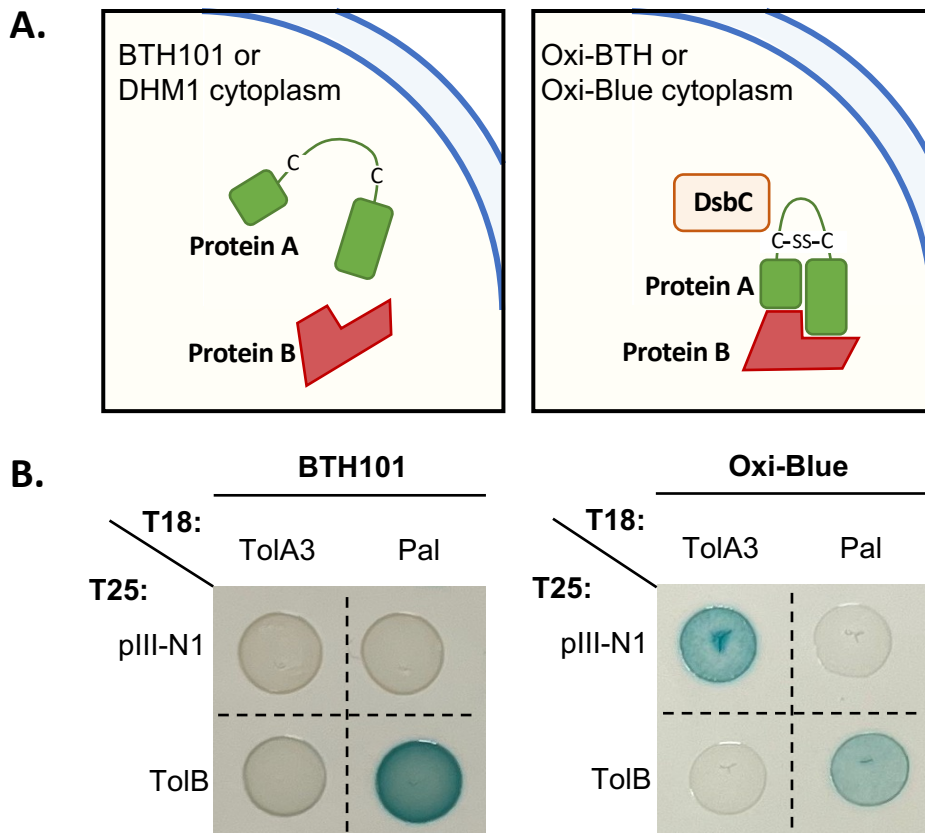 A.
BTH101 or
DHM1 cytoplasm
C
C
Protein A
Protein B
Oxi-BTH or
Oxi-Blue cytoplasm
DsbC
C-SS-C
Protein A
Protein B
B.
BTH101
T18:
TolA3 Pal
T25:
pIII-N1
TolB
Oxi-Blue
T18:
TolA3 Pal
T25:
pIII-N1
TolB